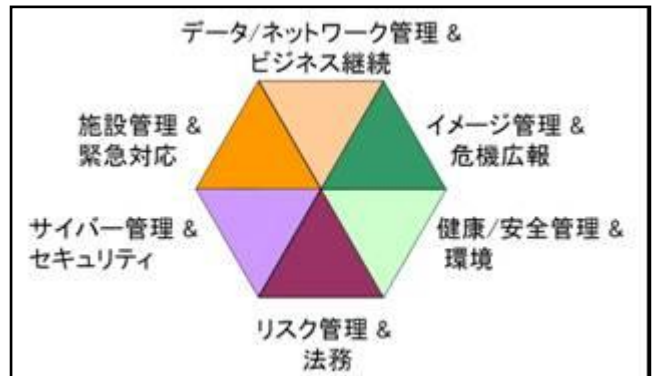 データ/ネットワーク管理 &
ビジネス継続
施設管理 &
緊急対応
イメージ管理 &
危機広報
サイバー管理 &
セキュリティ
健康/安全管理 &
環境
リスク管理 &
法務